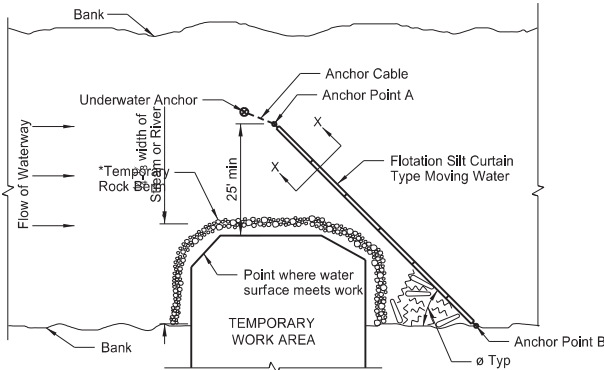 Bank
Anchor Cable
Underwater Anchor
Anchor Point A
X
X
Flow of Waterway
width of
Stream or River
*Temporary
Rock Berm
25' min
Flotation Silt Curtain
Type Moving Water
Point where water
surface meets work
TEMPORARY
WORK AREA
Bank
Anchor Point B
ø Typ